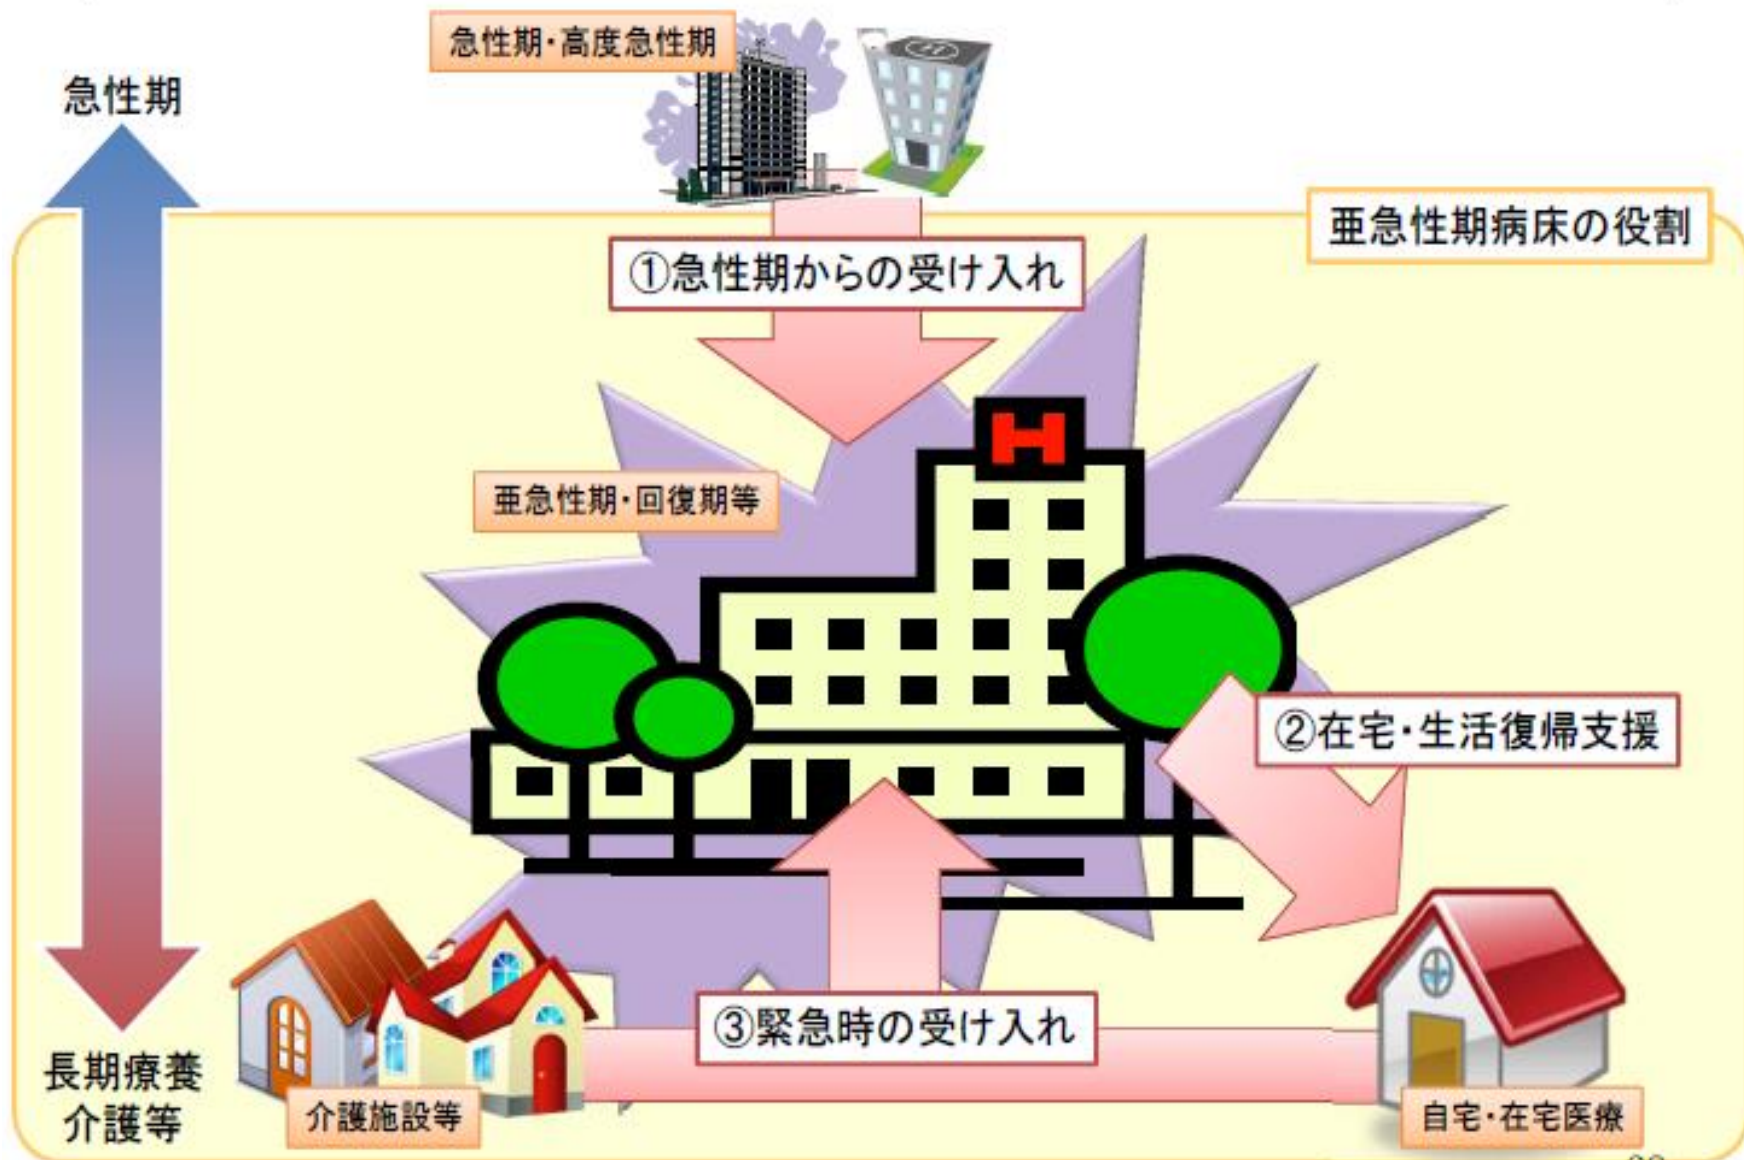 急性期・高度急性期
急性期
亜急性期病床の役割
①急性期からの受け入れ
H
亜急性期・回復期等
②在宅・生活復帰支援
③緊急時の受け入れ
長期療養
介護等
介護施設等
自宅・在宅医療